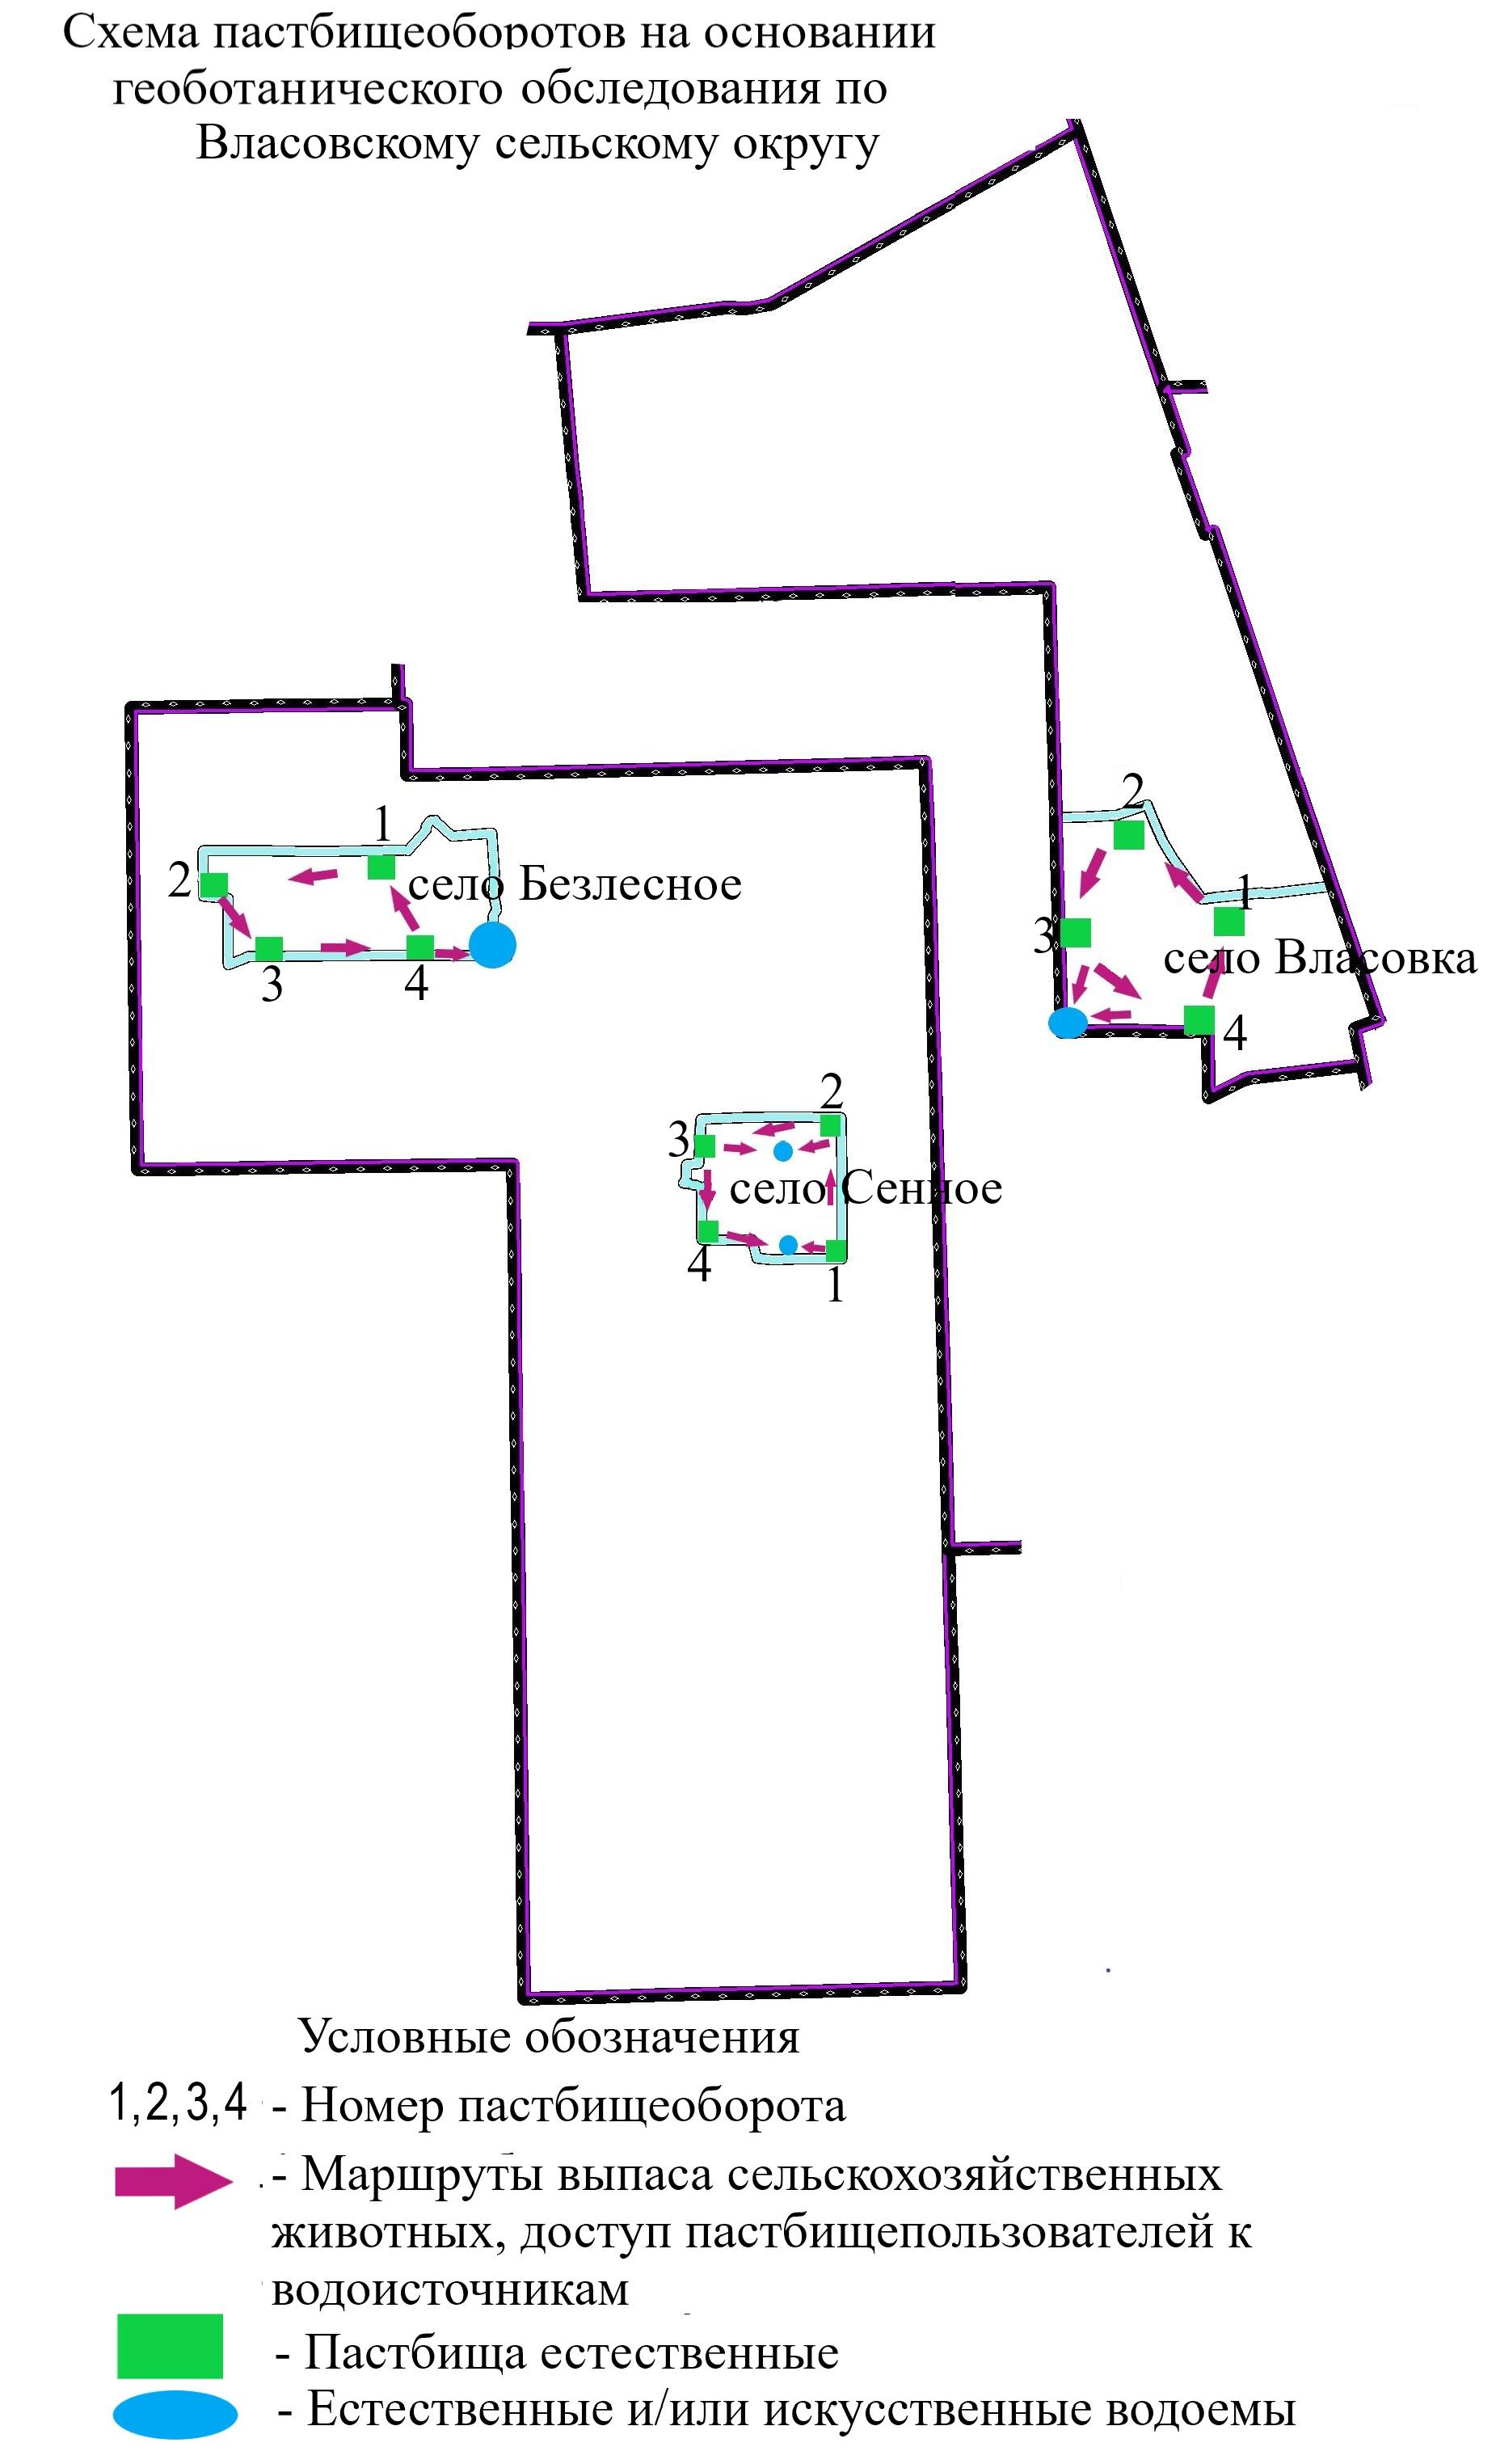 Схема пастбищеоборотов на основании
геоботанического обследования по
Власовскому сельскому округу
2
1
3
село Власовка
4
1
2
село Безлесное
3
4
2
3
село Сенное
4
1
Условные обозначения
1,2,3,4 - Номер пастбищеоборота
- Маршруты выпаса сельскохозяйственных
животных, доступ пастбищепользователей к
водоисточникам
- Пастбища естественные
- Естественные и/или искусственные водоемы